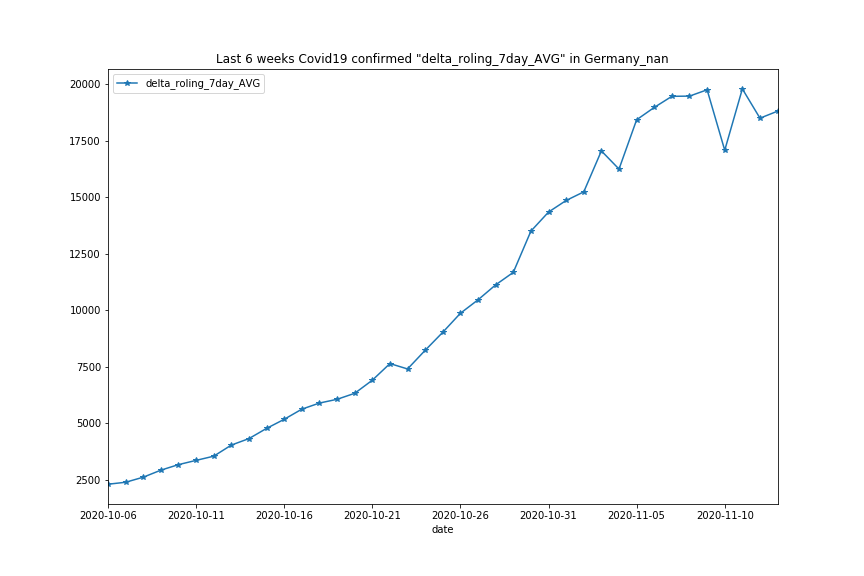 Last 6 weeks Covid19 confirmed "delta_roling_7day_AVG" in Germany_nan
delta_roling_7day_AVG
20000
17500
15000
12500
10000
7500
5000
2500
2020-10-06 2020-10-11 2020-10-16 2020-10-21 2020-10-26 2020-10-31 2020-11-05 2020-11-10
date